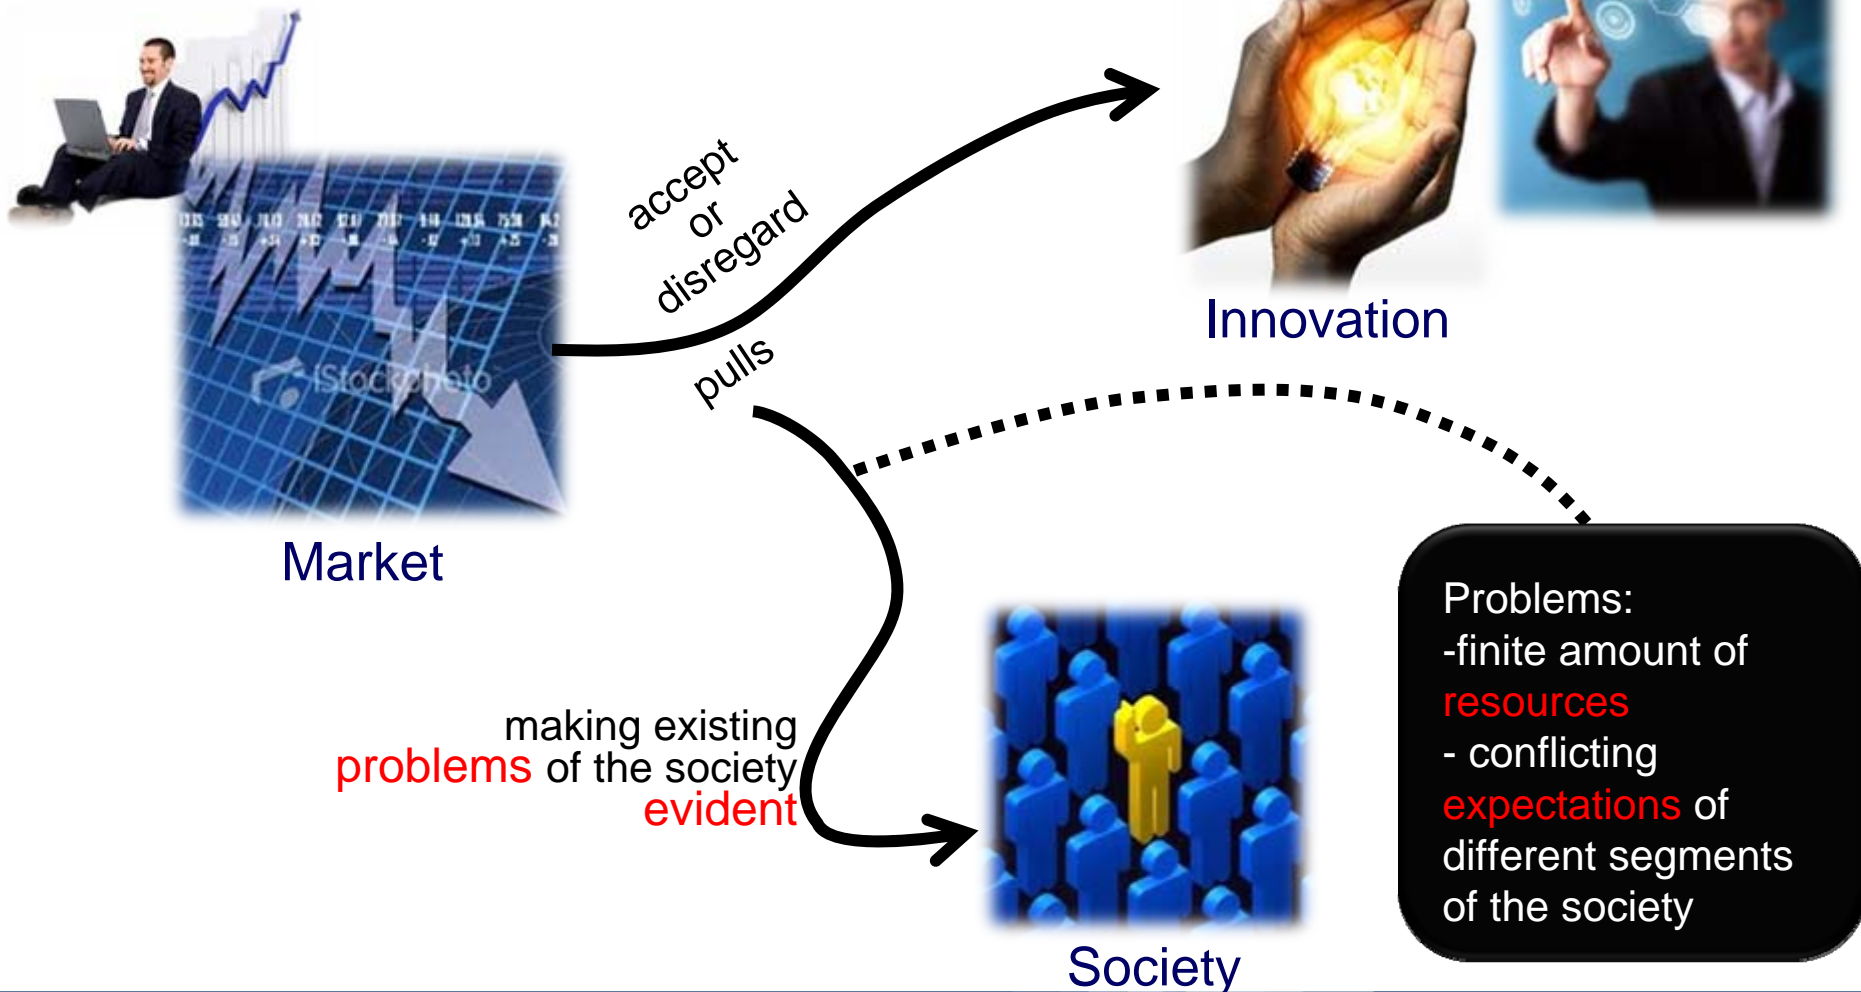 accept
or
disregard
pulls
Innovation
iStockphoto
Market
making existing
problems of the society
evident
Society
Problems:
-finite amount of
resources
- conflicting
expectations of
different segments
of the society